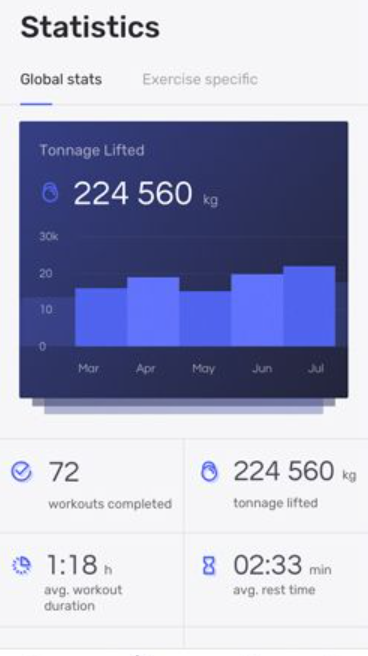 Statistics
Global stats Exercise specific
Tonnage Lifted
224 560 kg
30k
20
10
0
Mar Apr May Jun Jul
72
workouts completed
224 560 kg
tonnage lifted
1:18 h
avg. workout
duration
02:33 min
avg. rest time